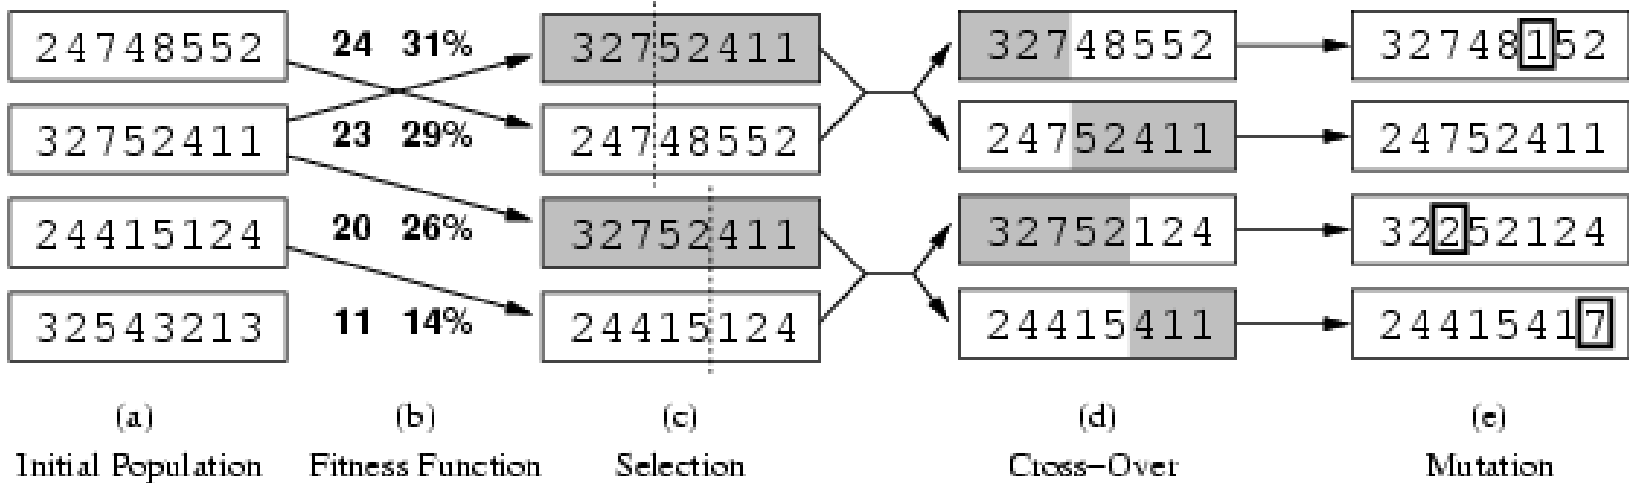 24748552 24 31% 32752411 32748552 32748152
32752411 23 29% 24748552 24752411 24752411
24415124 20 26% 32752411 32752124 32252124
32543213 11 14% 24415124 24415411 24415417
(a) (b) (c) (d) (e)
Initial Population Fitness Function Selection Cross-Over Mutation